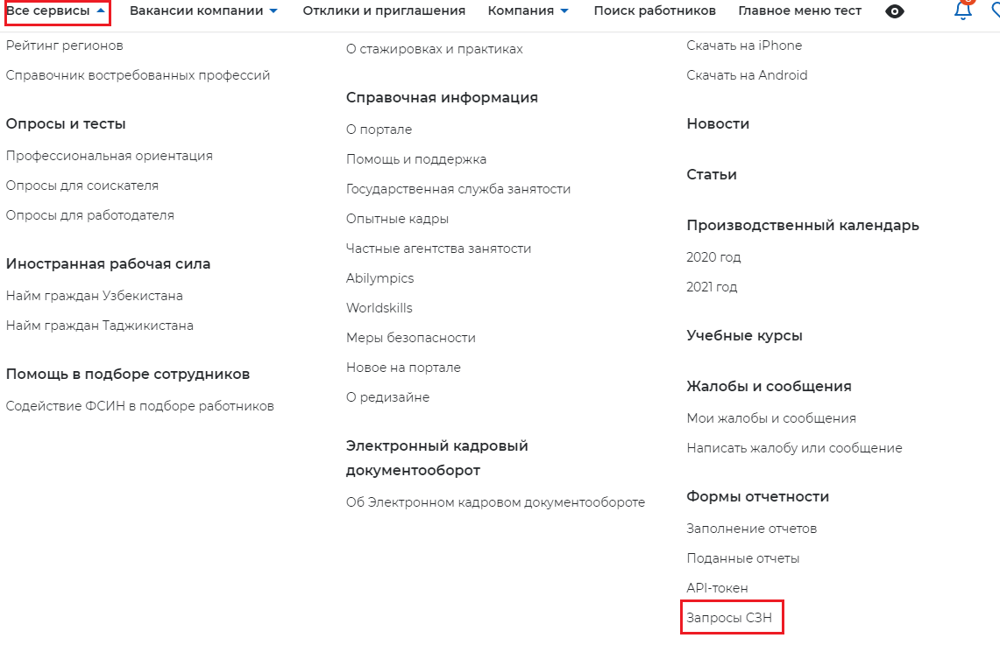 Все сервисы
Вакансии компании
Отклики и приглашения
Компания
Поиск работников
Главное меню тест
Рейтинг регионов
Справочник востребованных профессий
Опросы и тесты
Профессиональная ориентация
Опросы для соискателя
Опросы для работодателя
Иностранная рабочая сила
Найм граждан Узбекистана
Найм граждан Таджикистана
Помощь в подборе сотрудников
Содействие ФСИН в подборе работников
О стажировках и практиках
Справочная информация
О портале
Помощь и поддержка
Государственная служба занятости
Опытные кадры
Частные агентства занятости
Abilympics
Worldskills
Меры безопасности
Новое на портале
О редизайне
Электронный кадровый
документооборот
Об Электронном кадровом документообороте
Скачать на iPhone
Скачать на Android
Новости
Статьи
Производственный календарь
2020 год
2021 год
Учебные курсы
Жалобы и сообщения
Мои жалобы и сообщения
Написать жалобу или сообщение
Формы отчетности
Заполнение отчетов
Поданные отчеты
API-токен
Запросы СЗН